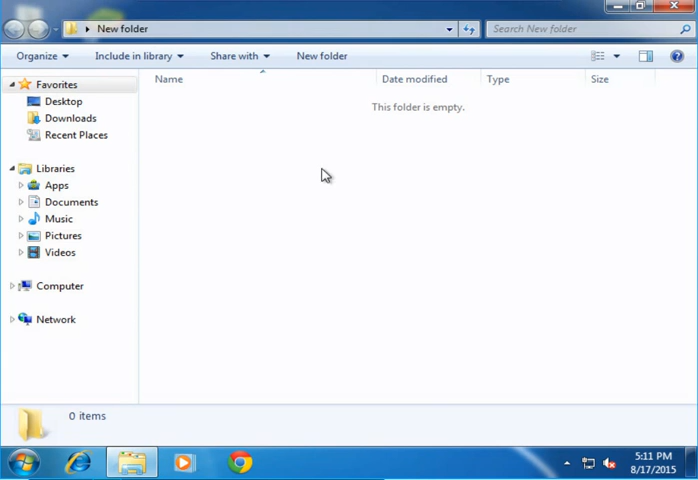 New folder
Search New folder
Organize Include in library Share with New folder
Name Date modified Type Size
This folder is empty.
Favorites
Desktop
Downloads
Recent Places
Libraries
Apps
Documents
Music
Pictures
Videos
Computer
Network
0 items
5:11 PM
8/17/2015